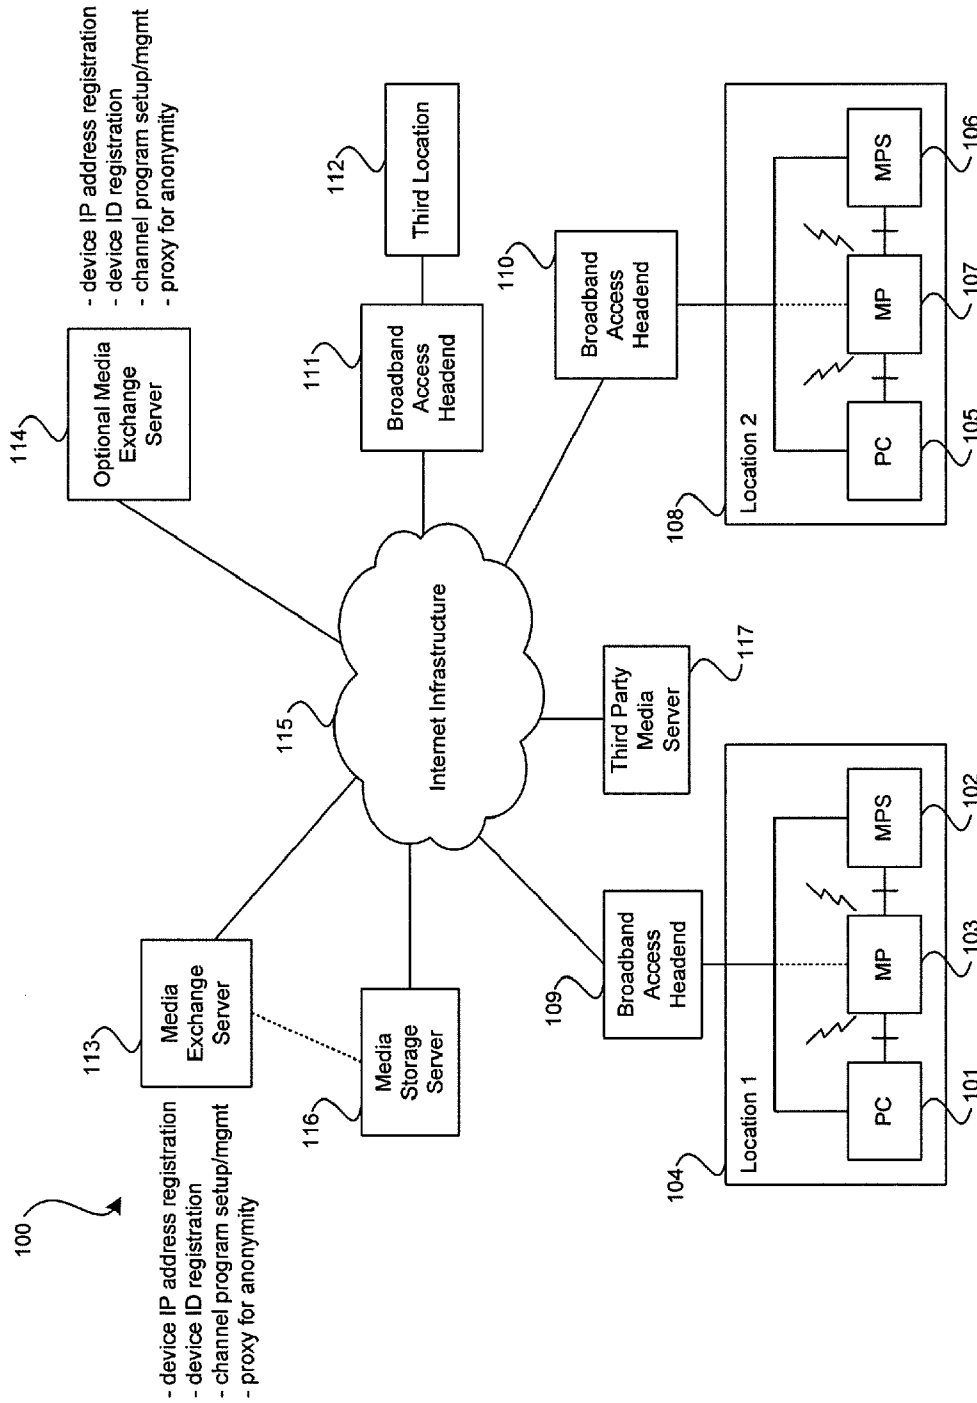 100
- device IP address registration
- device ID registration
- channel program setup/mgmt
- proxy for anonymity
113
Media
Exchange
Server
114
Optional Media
Exchange
Server
- device IP address registration
- device ID registration
- channel program setup/mgmt
- proxy for anonymity
116
Media
Storage
Server
115
Internet Infrastructure
111
Broadband
Access
Headend
112
Third Location
109
Broadband
Access
Headend
Third Party
Media
Server
117
110
Broadband
Access
Headend
104
Location 1
PC
MP
MPS
101
103
102
108
Location 2
PC
MP
MPS
105
107
106